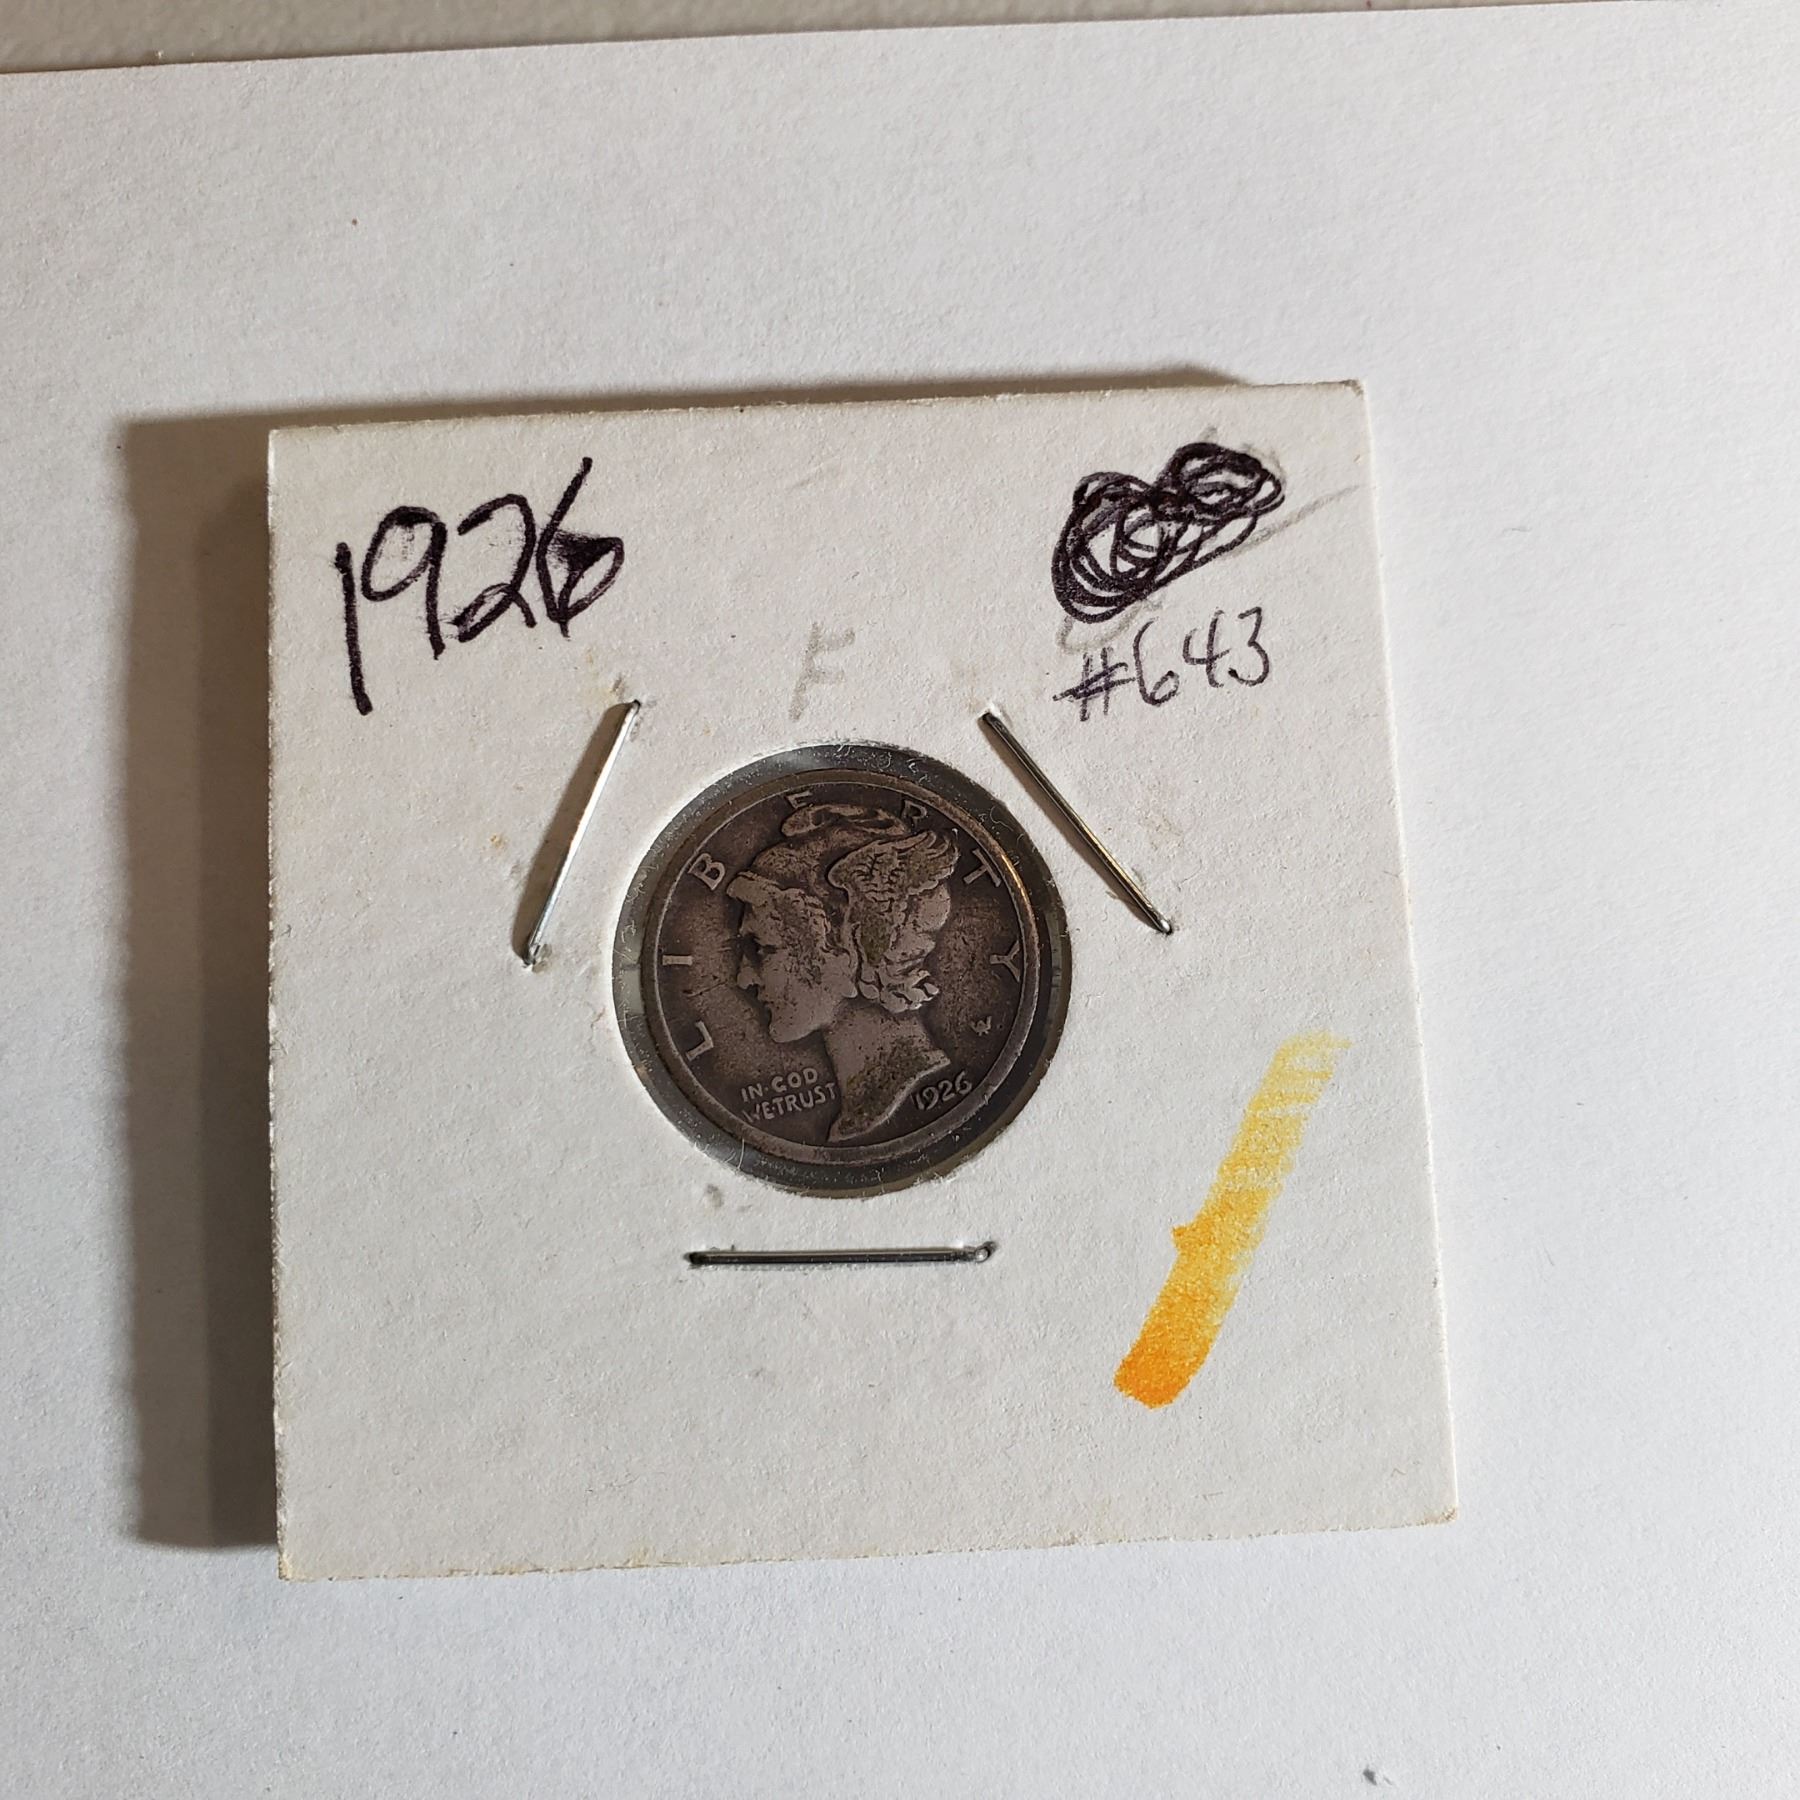 1926
#643
F
LIBERTY
IN·GOD
WE TRUST
1926